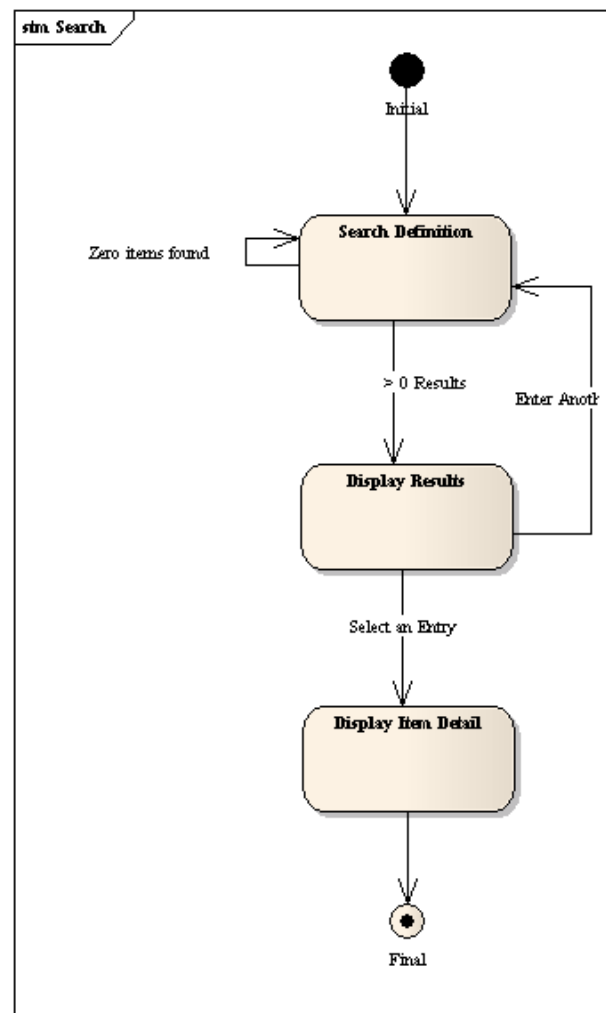 stm Search
Initial
Search Definition
Zero items found
> 0 Results
Enter Anoth
Display Results
Select an Entry
Display Item Detail
Final